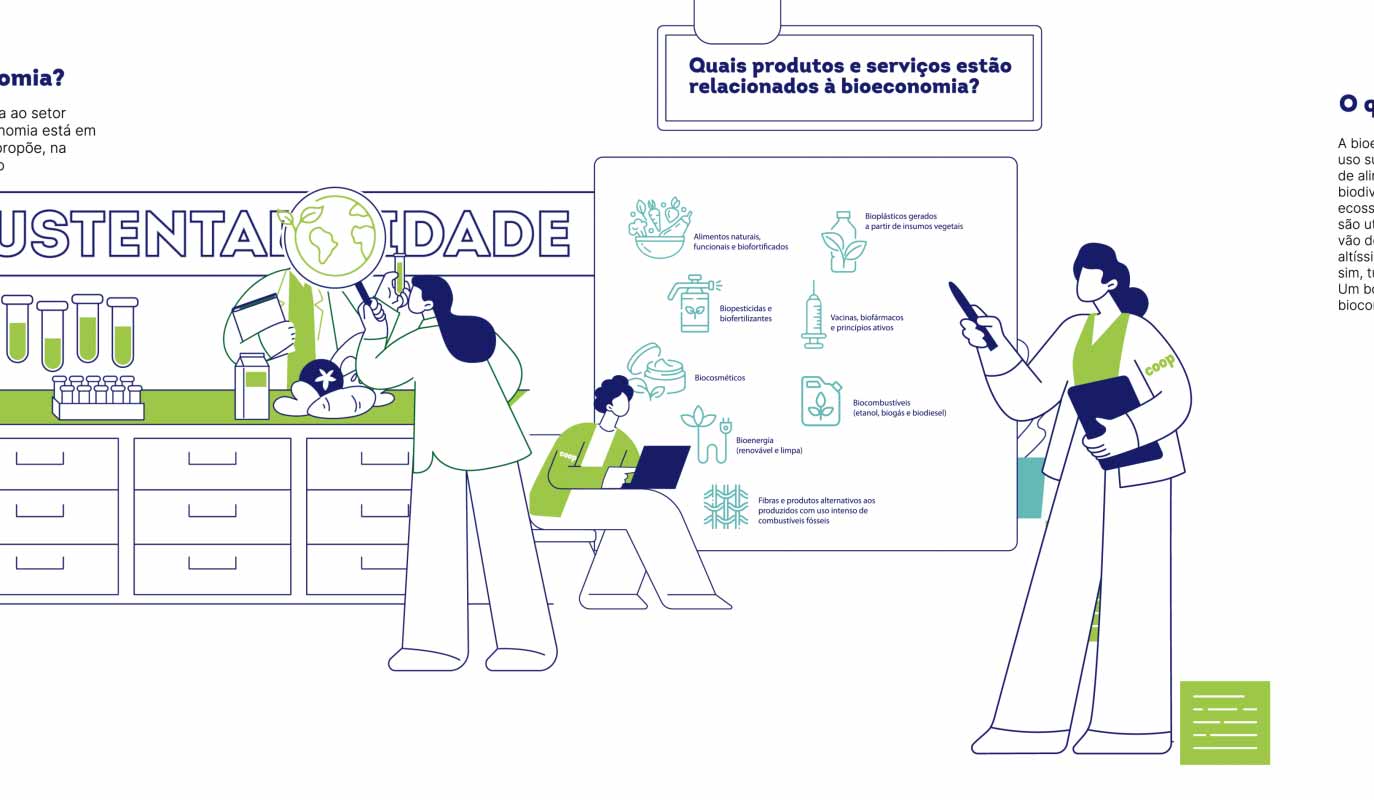 omia?
a ao setor
nomia está em
propõe, na
o
USTENTA IDADE
Quais produtos e serviços estão
relacionados à bioeconomia?
Alimentos naturais,
funcionais e biofortificados
Bioplásticos gerados
a partir de insumos vegetais
Biopesticidas e
biofertilizantes
Vacinas, biofármacos
e princípios ativos
Biocosméticos
Biocombustíveis
(etanol, biogás e biodiesel)
Bioenergia
(renovável e limpa)
Fibras e produtos alternativos aos
produzidos com uso intenso de
combustíveis fósseis
coop
coop
O q
A bioe
uso su
de alim
biodiv
ecoss
são ut
vão de
altíssi
sim, tu
Um bo
biocon